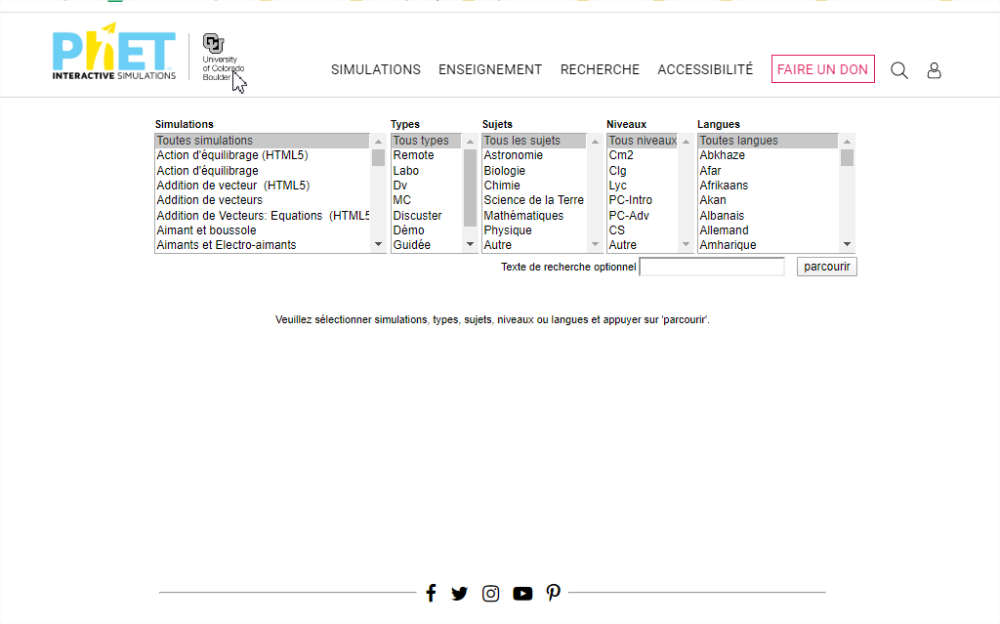 PhET
INTERACTIVE SIMULATIONS
CU
University
of Colorado
Boulder
SIMULATIONS ENSEIGNEMENT RECHERCHE ACCESSIBILITÉ FAIRE UN DON
Simulations
Toutes simulations
Action d'équilibrage (HTML5)
Action d'équilibrage
Addition de vecteur (HTML5)
Addition de vecteurs
Addition de Vecteurs: Equations (HTML5
Aimant et boussole
Aimants et Electro-aimants
Types
Tous types
Remote
Labo
Dv
MC
Discuster
Démo
Guidée
Sujets
Tous les sujets
Astronomie
Biologie
Chimie
Science de la Terre
Mathématiques
Physique
Autre
Niveaux
Tous niveaux
Cm2
Clg
Lyc
PC-Intro
PC-Adv
CS
Autre
Langues
Toutes langues
Abkhaze
Afar
Afrikaans
Akan
Albanais
Allemand
Amharique
Texte de recherche optionnel
parcourir
Veuillez sélectionner simulations, types, sujets, niveaux ou langues et appuyer sur 'parcourir'.